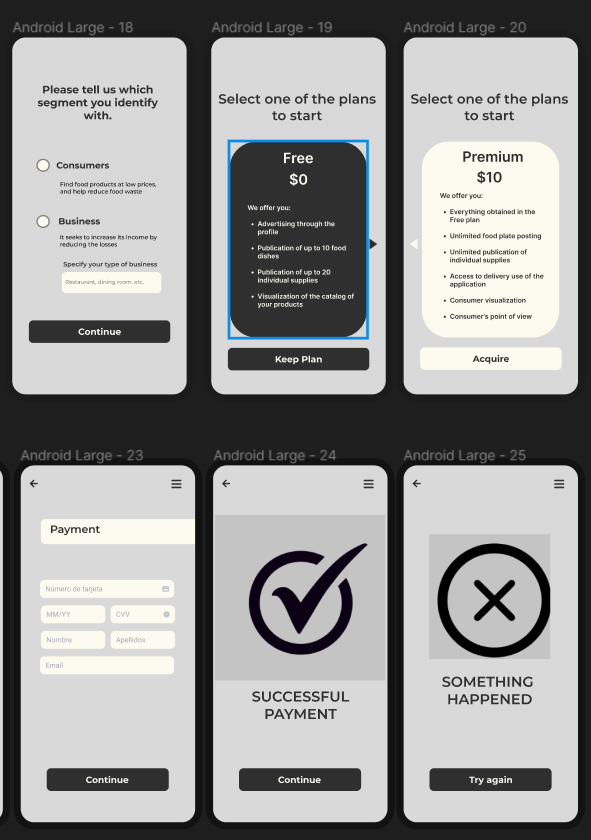 Android Large - 18
Please tell us which
segment you identify
with.
Consumers
Find food products at low prices,
and help reduce food waste
Business
It seeks to increase its income by
reducing the losses
Specify your type of business
Restaurant, dining room, etc.
Continue
Android Large - 19
Select one of the plans
to start
Free
$0
We offer you:
• Advertising through the
profile
• Publication of up to 10 food
dishes
• Publication of up to 20
individual supplies
• Visualization of the catalog of
your products
Keep Plan
Android Large - 20
Select one of the plans
to start
Premium
$10
We offer you:
• Everything obtained in the
Free plan
• Unlimited food plate posting
• Unlimited publication of
individual supplies
• Access to delivery use of the
application
• Consumer visualization
• Consumer's point of view
Acquire
Android Large - 23
Payment
Número de tarjeta
MM/YY
CVV
Nombre
Apellidos
Email
Continue
Android Large - 24
SUCCESSFUL
PAYMENT
Continue
Android Large - 25
SOMETHING
HAPPENED
Try again